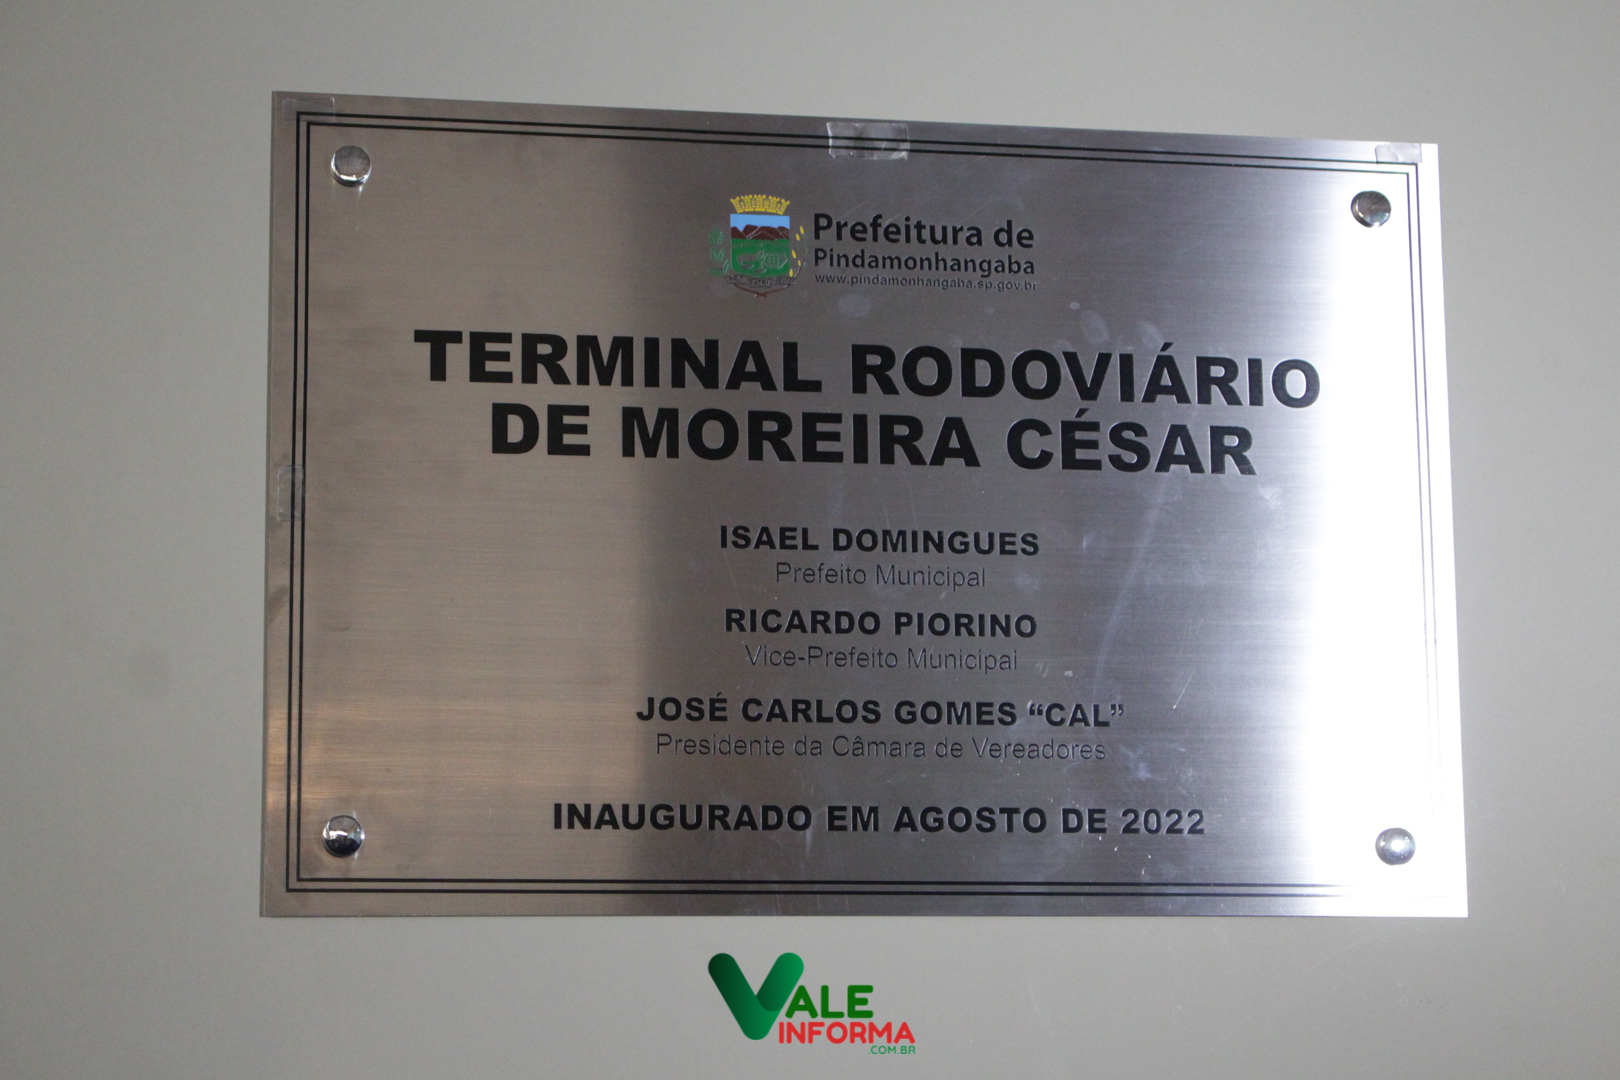 Prefeitura de
Pindamonhangaba
www.pindamonhangaba.sp.gov.br
TERMINAL RODOVIÁRIO
DE MOREIRA CÉSAR
ISAEL DOMINGUES
Prefeito Municipal
RICARDO PIORINO
Vice-Prefeito Municipal
JOSÉ CARLOS GOMES “CAL”
Presidente da Câmara de Vereadores
INAUGURADO EM AGOSTO DE 2022
VALE
INFORMA
.COM.BR